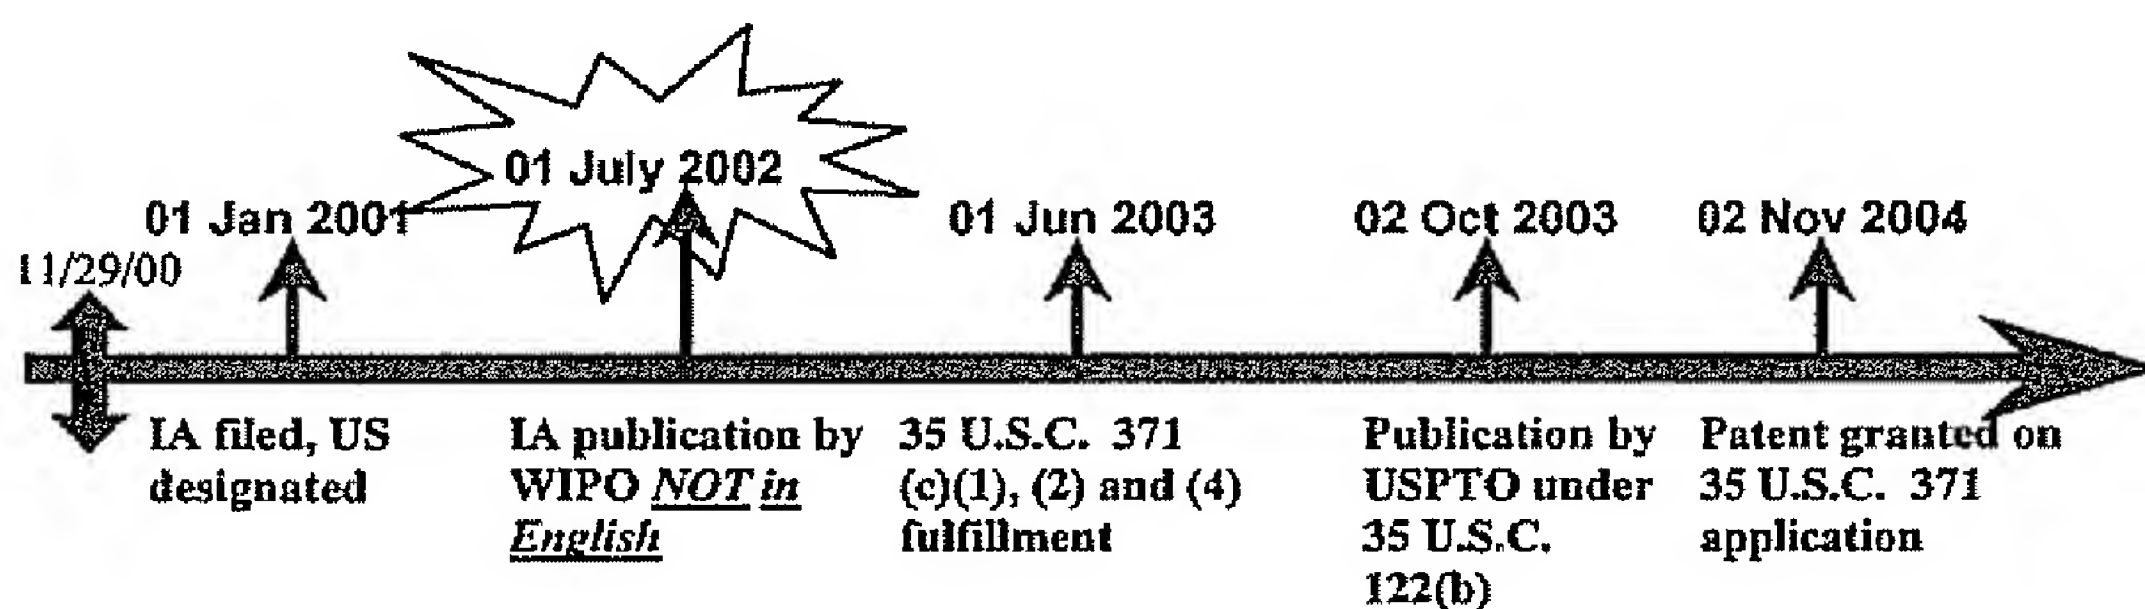 01 July 2002
01 Jan 2001
01 Jun 2003
02 Oct 2003
02 Nov 2004
11/29/00
IA filed, US
designated
IA publication by
WIPO NOT in
English
35 U.S.C. 371
(c)(1), (2) and (4)
fulfillment
Publication by
USPTO under
35 U.S.C.
122(b)
Patent granted on
35 U.S.C. 371
application